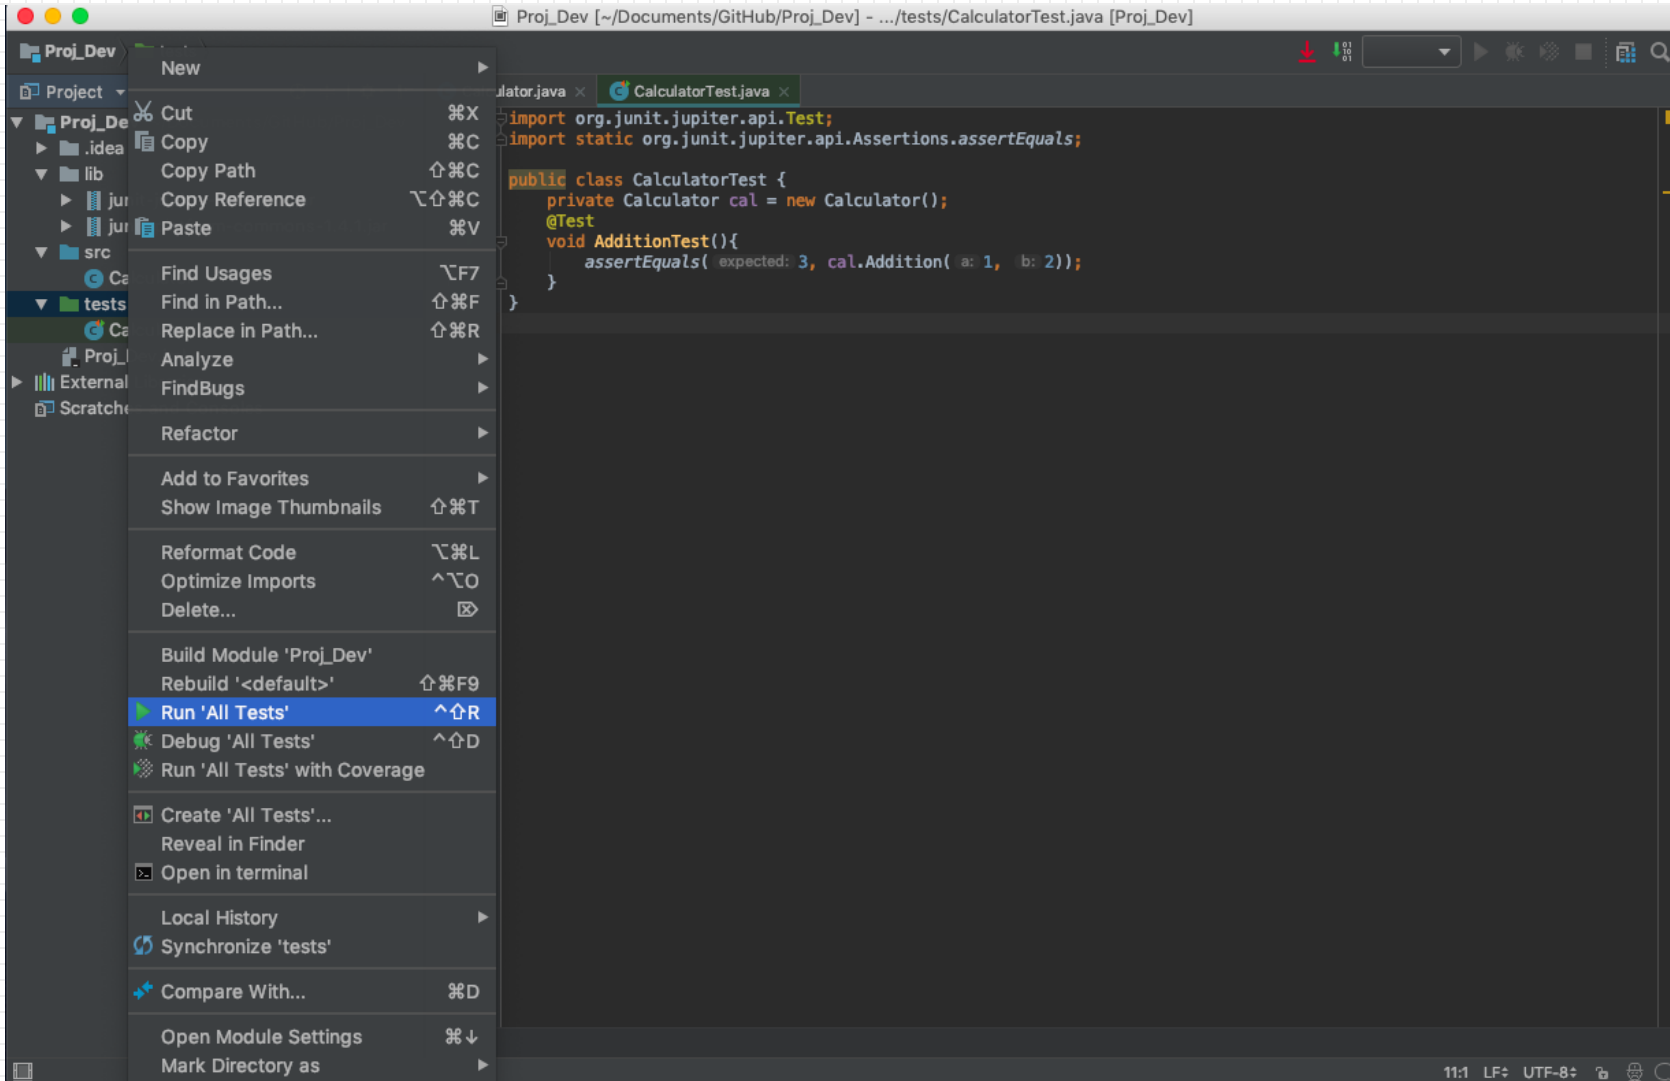 Proj_Dev [~/Documents/GitHub/Proj_Dev] - .../tests/CalculatorTest.java [Proj_Dev]
Proj_Dev
Project
Proj_De
.idea
lib
jun
jun
src
Ca
tests
Ca
Proj_
External
Scratche
New
Cut ⌘X
Copy ⌘C
Copy Path ⇧⌘C
Copy Reference ⌥⇧⌘C
Paste ⌘V
Find Usages ⌥F7
Find in Path... ⇧⌘F
Replace in Path... ⇧⌘R
Analyze
FindBugs
Refactor
Add to Favorites
Show Image Thumbnails ⇧⌘T
Reformat Code ⌥⌘L
Optimize Imports ^⌥O
Delete... ⌦
Build Module 'Proj_Dev'
Rebuild '<default>' ⇧⌘F9
Run 'All Tests' ^⇧R
Debug 'All Tests' ^⇧D
Run 'All Tests' with Coverage
Create 'All Tests'...
Reveal in Finder
Open in terminal
Local History
Synchronize 'tests'
Compare With... ⌘D
Open Module Settings ⌘↓
Mark Directory as
ulator.java
CalculatorTest.java
import org.junit.jupiter.api.Test;
import static org.junit.jupiter.api.Assertions.assertEquals;
public class CalculatorTest {
private Calculator cal = new Calculator();
@Test
void AdditionTest(){
assertEquals( expected: 3, cal.Addition( a: 1, b: 2));
}
}
11:1 LF UTF-8